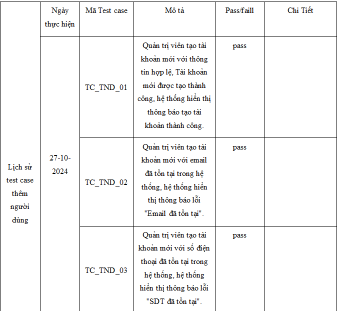 Ngày
thực hiện
Mã Test case
Mô tả
Pass/faill
Chi Tiết
Lịch sử
test case
thêm
người
dùng
27-10-
2024
TC_TND_01
Quản trị viên tạo tài
khoản mới với thông
tin hợp lệ, Tài khoản
mới được tạo thành
công, hệ thống hiển thị
thông báo tạo tài
khoản thành công.
pass
TC_TND_02
Quản trị viên tạo tài
khoản mới với email
đã tồn tại trong hệ
thống, hệ thống hiển
thị thông báo lỗi
"Email đã tồn tại".
pass
TC_TND_03
Quản trị viên tạo tài
khoản mới với số điện
thoại đã tồn tại trong
hệ thống, hệ thống
hiển thị thông báo lỗi
"SDT đã tồn tại".
pass